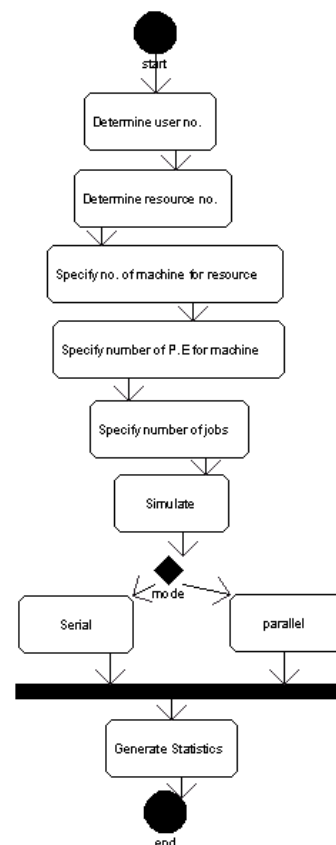 start
Determine user no.
Determine resource no.
Specify no. of machine for resource
Specify number of P.E for machine
Specify number of jobs
Simulate
mode
Serial
parallel
Generate Statistics
end